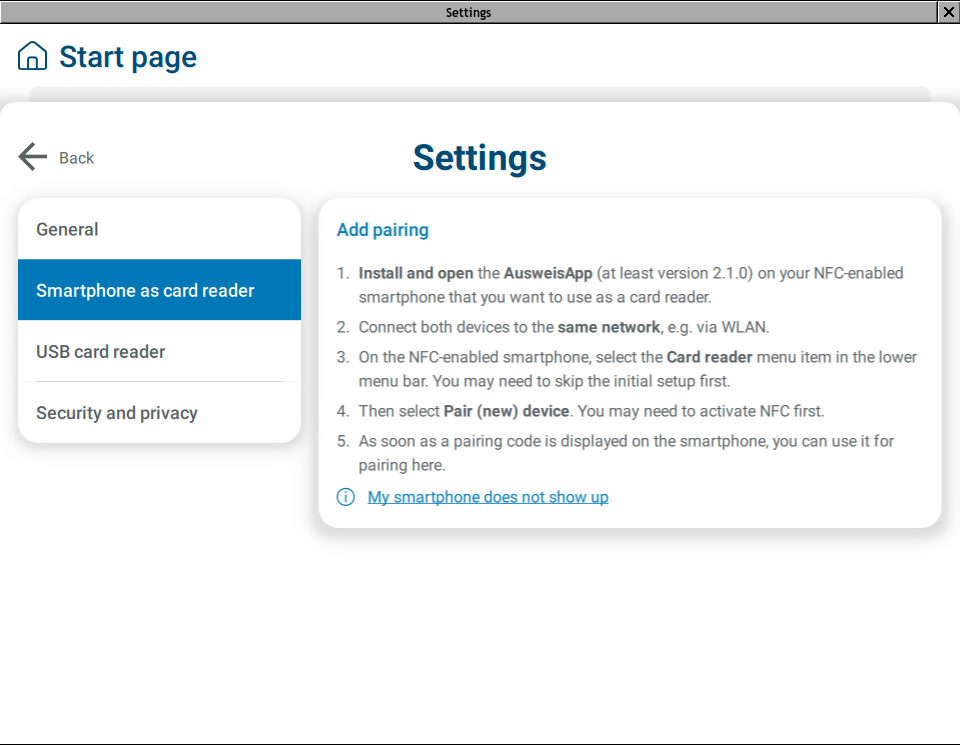 Settings
Start page
Back
Settings
General
Smartphone as card reader
USB card reader
Security and privacy
Add pairing
1. Install and open the AusweisApp (at least version 2.1.0) on your NFC-enabled
smartphone that you want to use as a card reader.
2. Connect both devices to the same network, e.g. via WLAN.
3. On the NFC-enabled smartphone, select the Card reader menu item in the lower
menu bar. You may need to skip the initial setup first.
4. Then select Pair (new) device. You may need to activate NFC first.
5. As soon as a pairing code is displayed on the smartphone, you can use it for
pairing here.
My smartphone does not show up